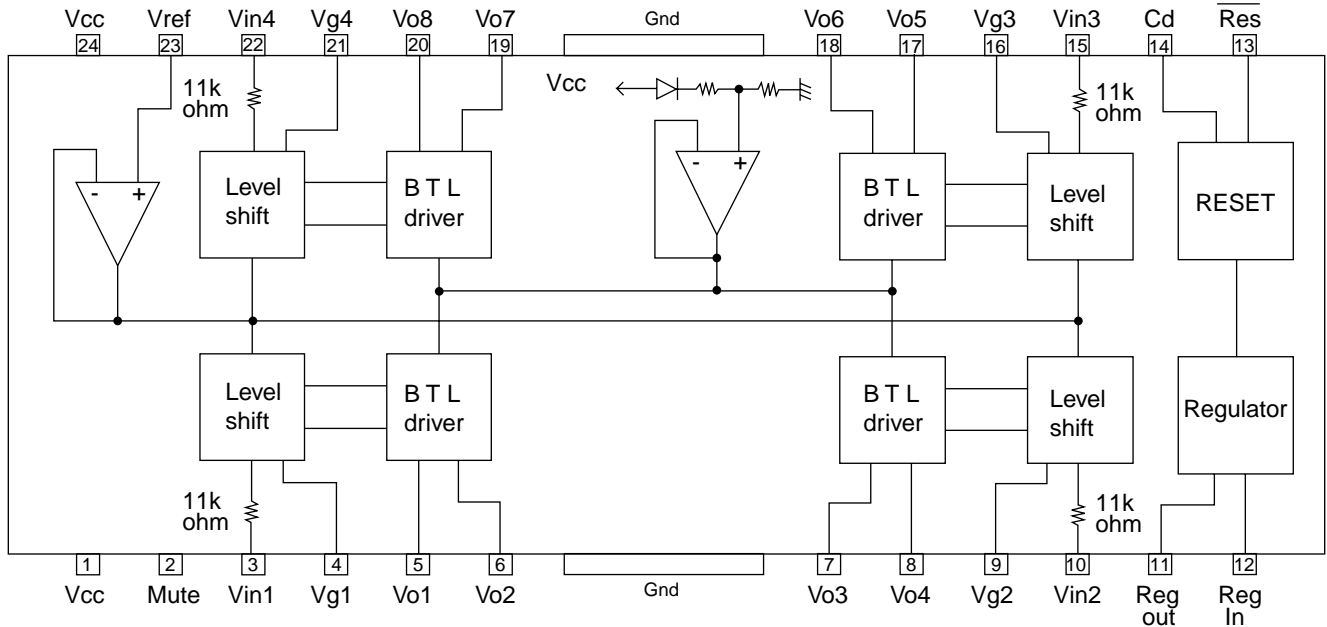 Vcc Vref Vin4 Vg4 Vo8 Vo7 Gnd Vo6 Vo5 Vg3 Vin3 Cd Res
24 23 22 21 20 19 18 17 16 15 14 13
11k
ohm
Vcc
11k
ohm
- +
Level
shift
B T L
driver
- +
B T L
driver
Level
shift
RESET
Level
shift
B T L
driver
B T L
driver
Level
shift
Regulator
11k
ohm
11k
ohm
1 2 3 4 5 6 7 8 9 10 11 12
Vcc Mute Vin1 Vg1 Vo1 Vo2 Gnd Vo3 Vo4 Vg2 Vin2 Reg
out Reg
In